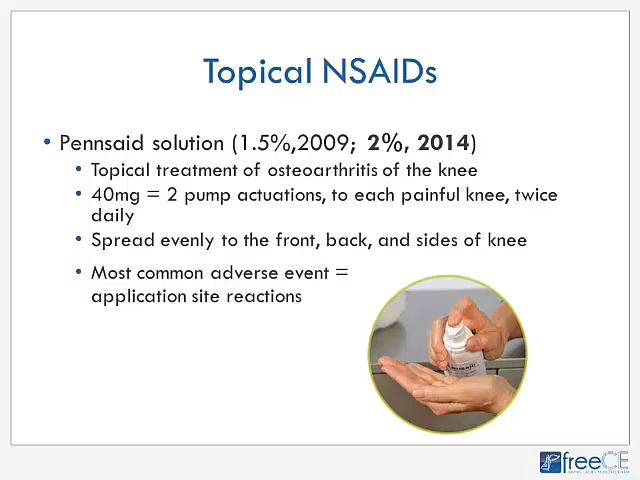 Topical NSAIDs
• Pennsaid solution (1.5%,2009; 2%, 2014)
• Topical treatment of osteoarthritis of the knee
• 40mg = 2 pump actuations, to each painful knee, twice
daily
• Spread evenly to the front, back, and sides of knee
• Most common adverse event =
application site reactions
freeCE